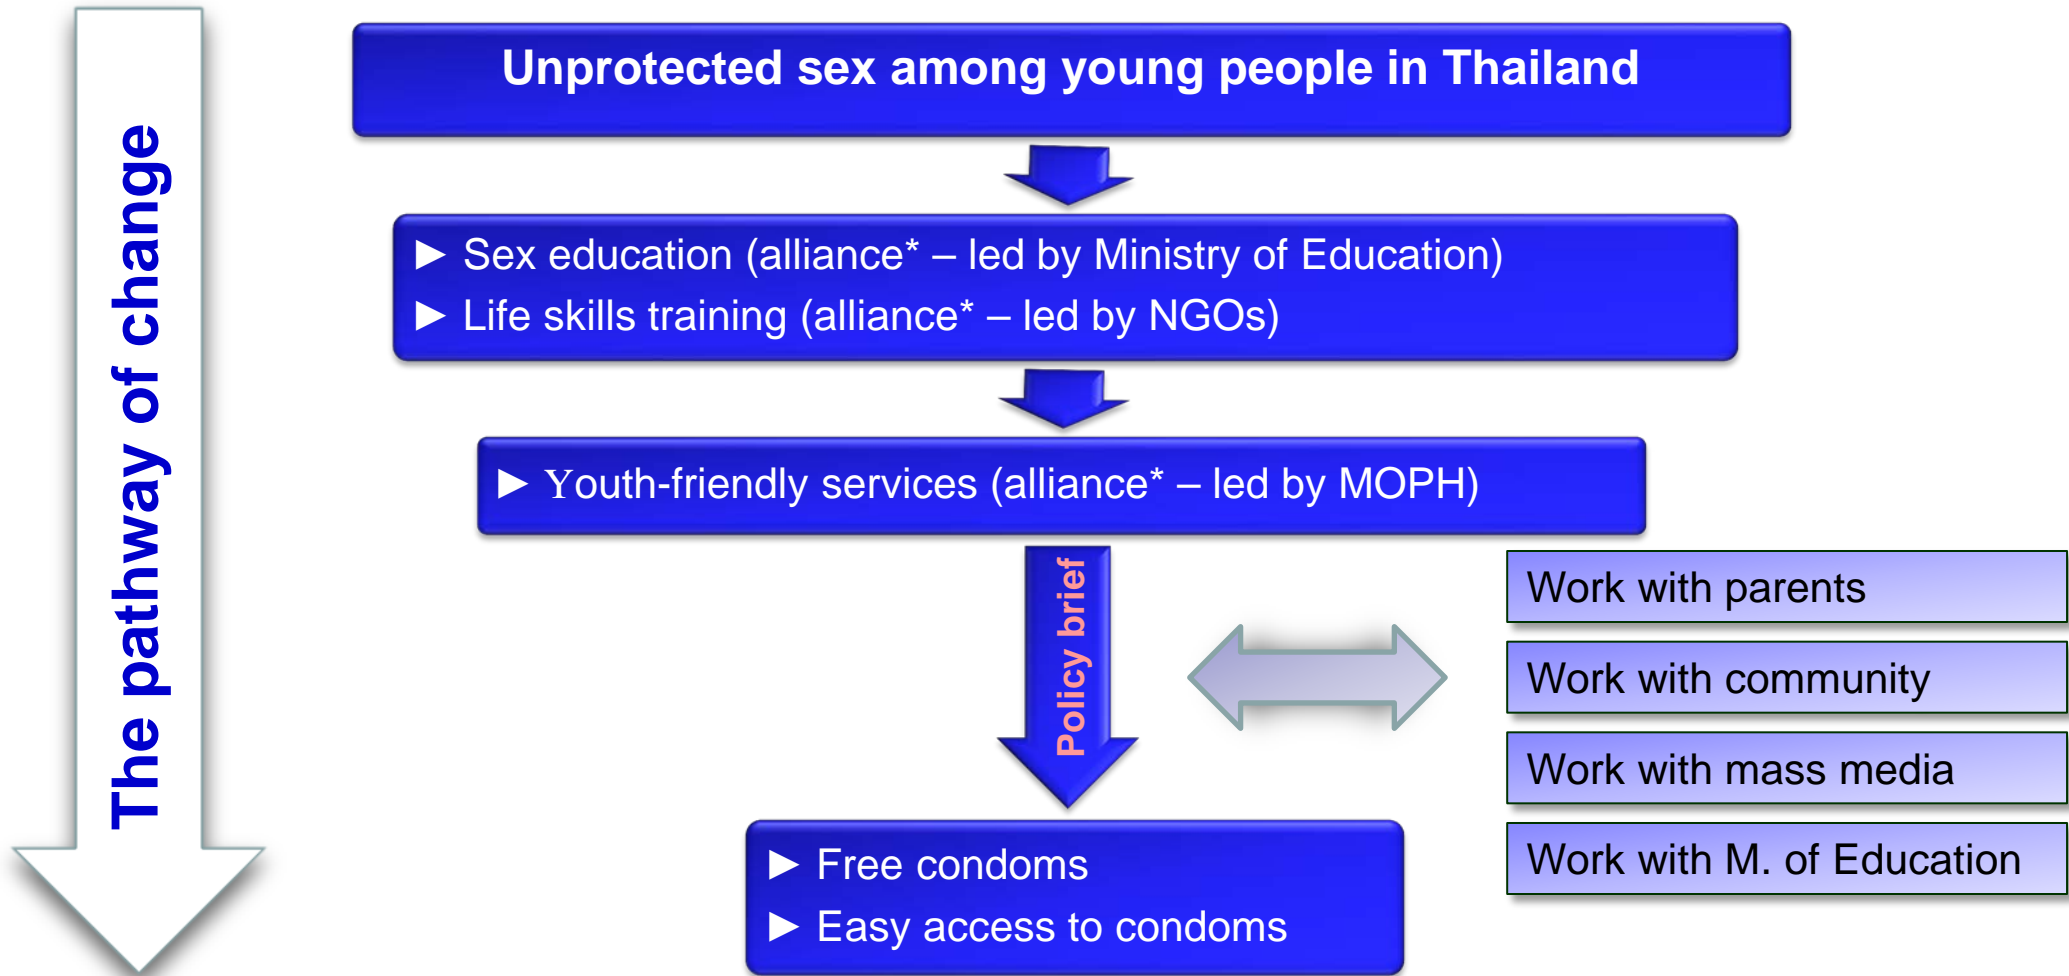 The pathway of change
Unprotected sex among young people in Thailand
► Sex education (alliance* – led by Ministry of Education)
► Life skills training (alliance* – led by NGOs)
► Youth-friendly services (alliance* – led by MOPH)
Policy brief
Work with parents
Work with community
Work with mass media
Work with M. of Education
► Free condoms
► Easy access to condoms